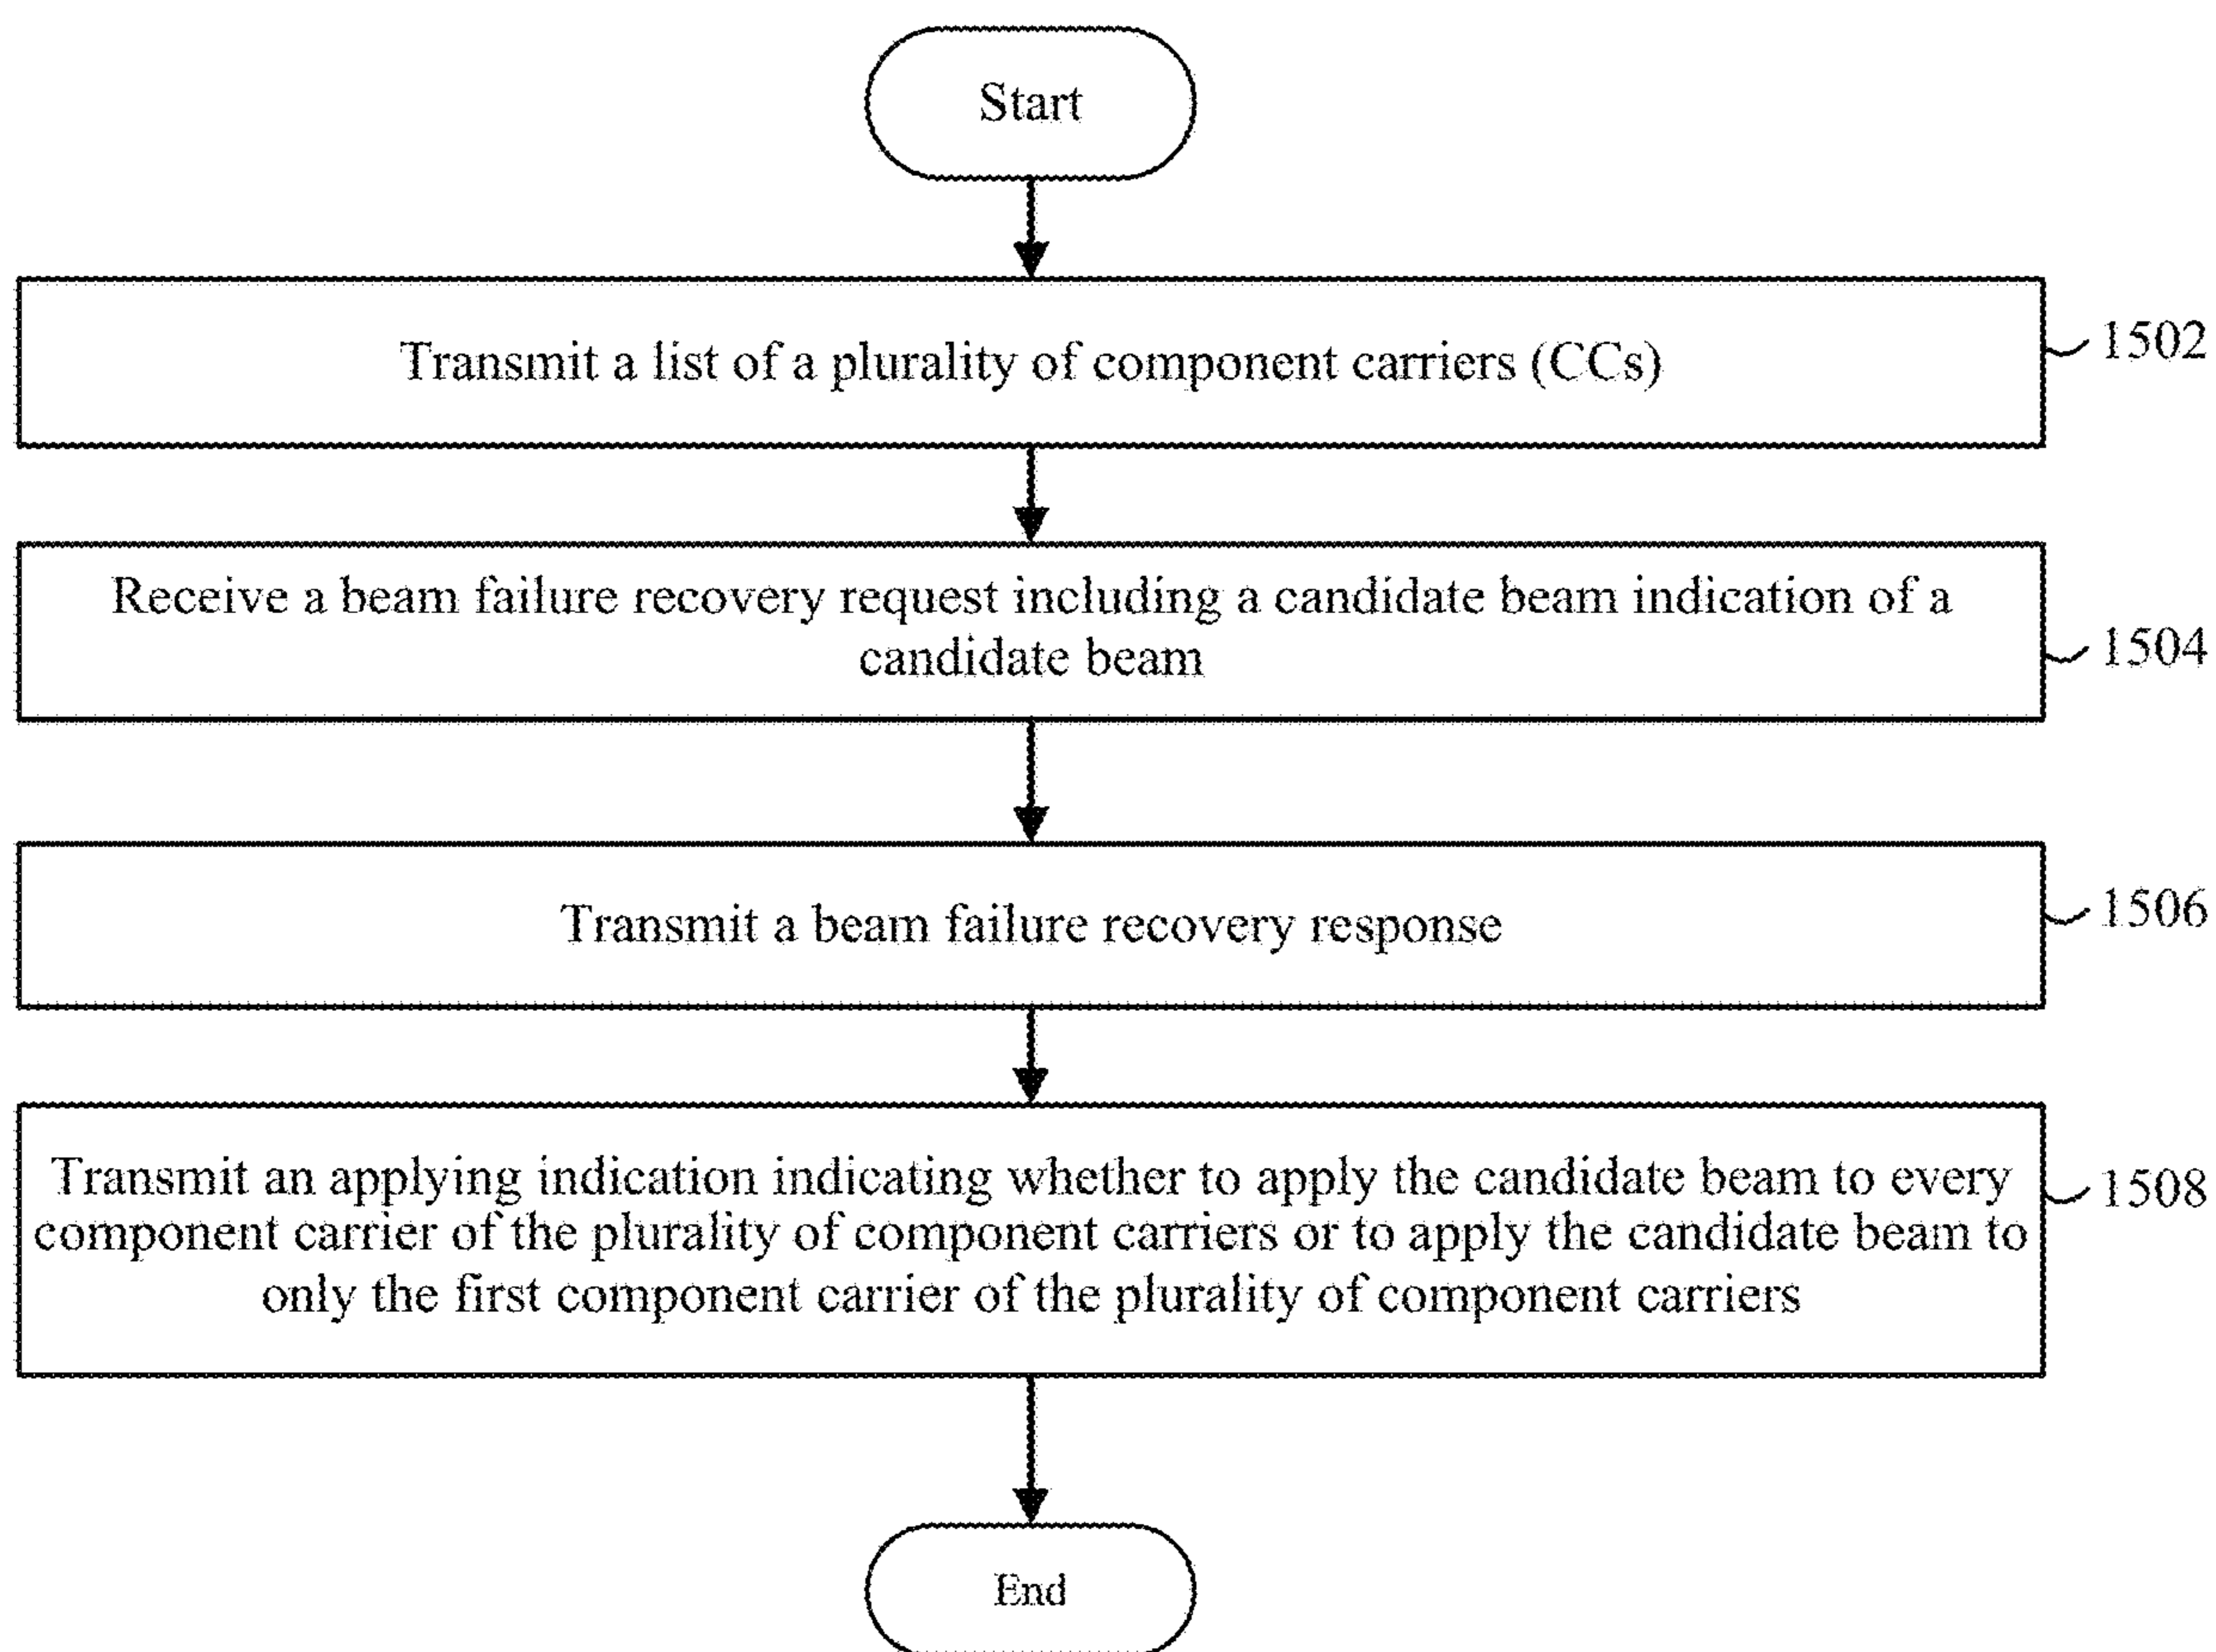 Start
Transmit a list of a plurality of component carriers (CCs)
1502
Receive a beam failure recovery request including a candidate beam indication of a
candidate beam
1504
Transmit a beam failure recovery response
1506
Transmit an applying indication indicating whether to apply the candidate beam to every
component carrier of the plurality of component carriers or to apply the candidate beam to
only the first component carrier of the plurality of component carriers
1508
End